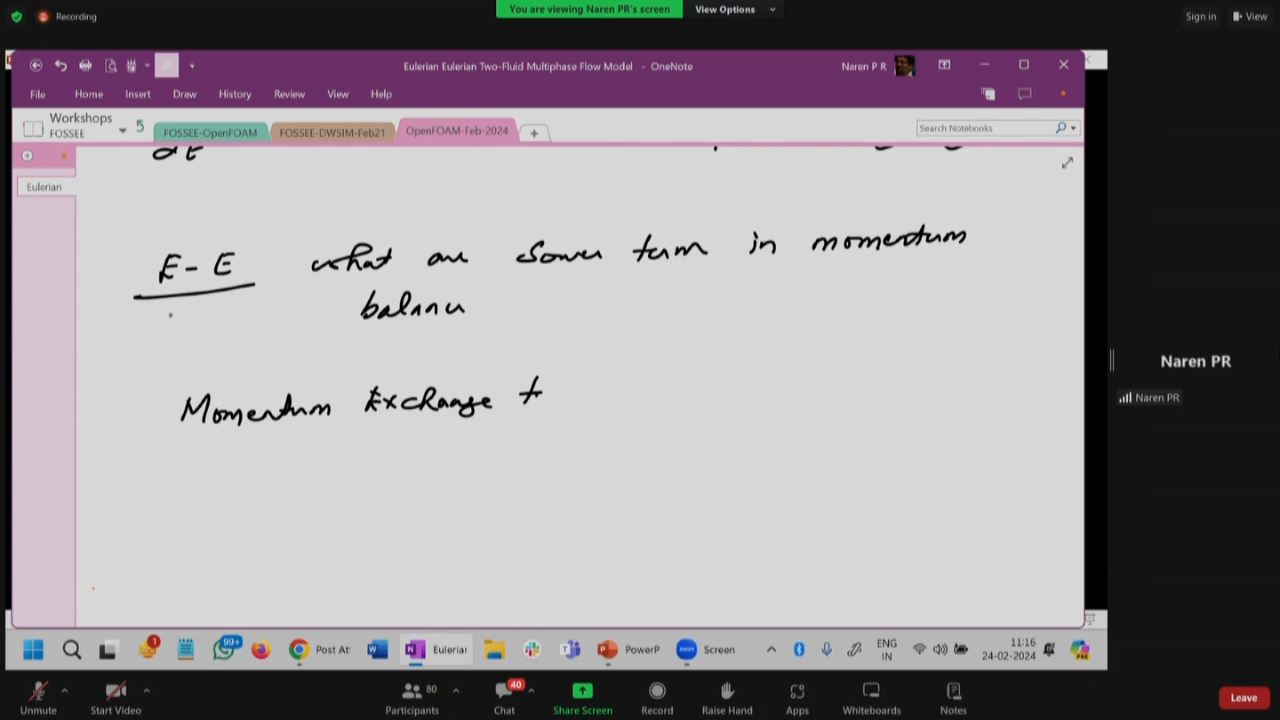 Recording
You are viewing Naren PR's screen
View Options
Sign in
View
Eulerian Eulerian Two-Fluid Multiphase Flow Model - OneNote
Naren P R
File Home Insert Draw History Review View Help
Workshops
FOSSEE
FOSSEE-OpenFOAM
FOSSEE-DWSIM-Feb21
OpenFOAM-Feb-2024
Search Notebooks
Eulerian
E-E what are source term in momentum
balance
Momentum Exchange t
Naren PR
Naren PR
1
99+
Post At
Eulerian
PowerP
zoom
Screen
ENG
IN
11:16
24-02-2024
PRE
Unmute
Start Video
80
Participants
40
Chat
Share Screen
Record
Raise Hand
Apps
Whiteboards
Notes
Leave